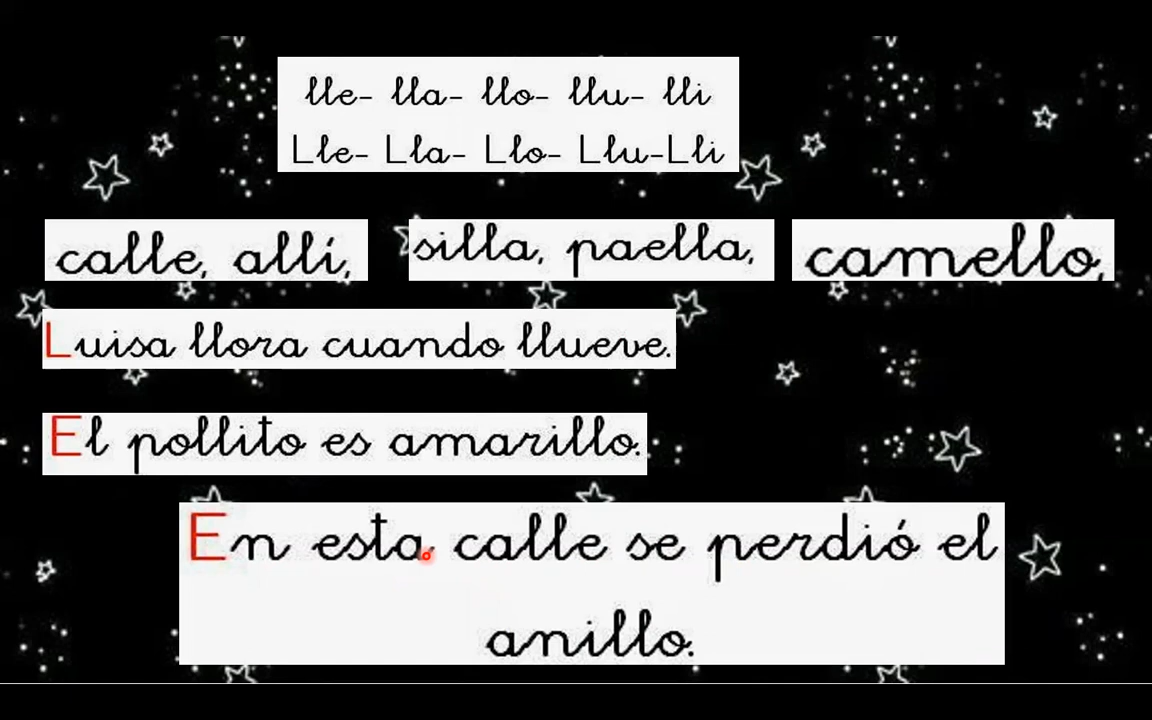 lle- lla- llo- llu- lli
Lle- Lla- Llo- Llu-Lli
calle, allí, silla, paella, camello,
Luisa llora cuando llueve.
El pollito es amarillo.
En esta calle se perdió el
anillo.